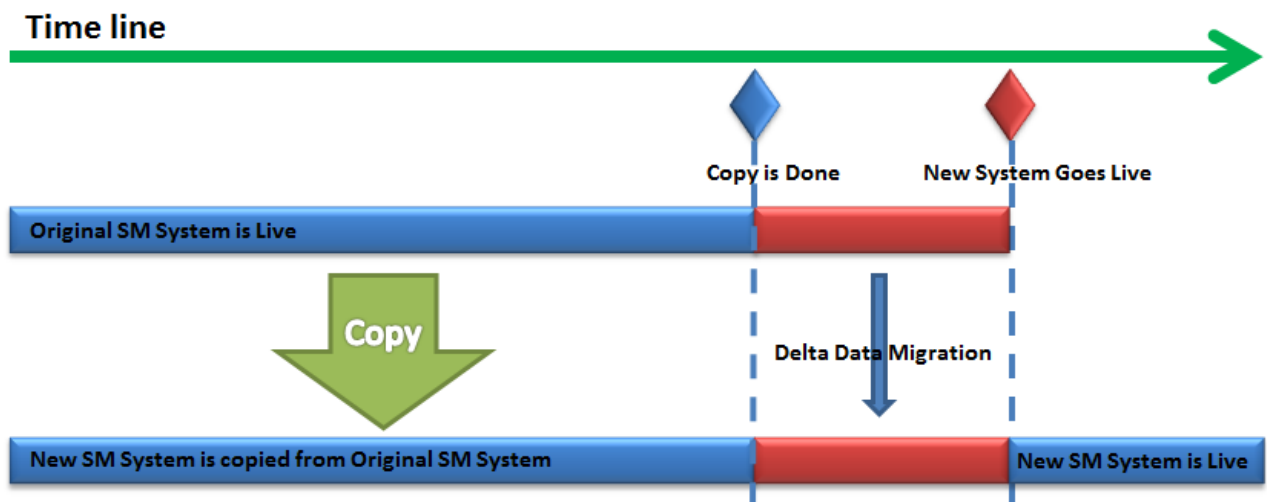 Time line
Copy is Done
New System Goes Live
Original SM System is Live
Copy
Delta Data Migration
New SM System is copied from Original SM System
New SM System is Live